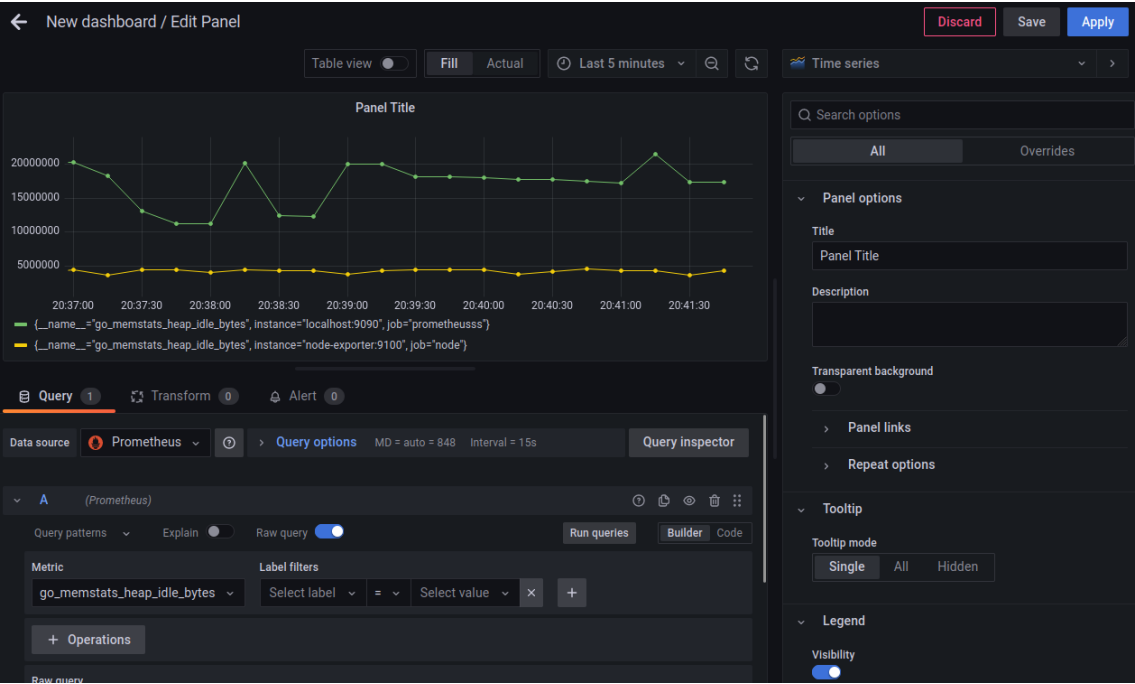 New dashboard / Edit Panel
Discard
Save
Apply
Table view
Fill
Actual
Last 5 minutes
Time series
Panel Title
20000000
15000000
10000000
5000000
20:37:00 20:37:30 20:38:00 20:38:30 20:39:00 20:39:30 20:40:00 20:40:30 20:41:00 20:41:30
{__name__="go_memstats_heap_idle_bytes", instance="localhost:9090", job="prometheusss"}
{__name__="go_memstats_heap_idle_bytes", instance="node-exporter:9100", job="node"}
Query 1
Transform 0
Alert 0
Data source
Prometheus
Query options
MD = auto = 848
Interval = 15s
Query inspector
A
(Prometheus)
Query patterns
Explain
Raw query
Run queries
Builder
Code
Metric
Label filters
go_memstats_heap_idle_bytes
Select label
=
Select value
+ Operations
Raw query
Search options
All
Overrides
Panel options
Title
Panel Title
Description
Transparent background
Panel links
Repeat options
Tooltip
Tooltip mode
Single
All
Hidden
Legend
Visibility